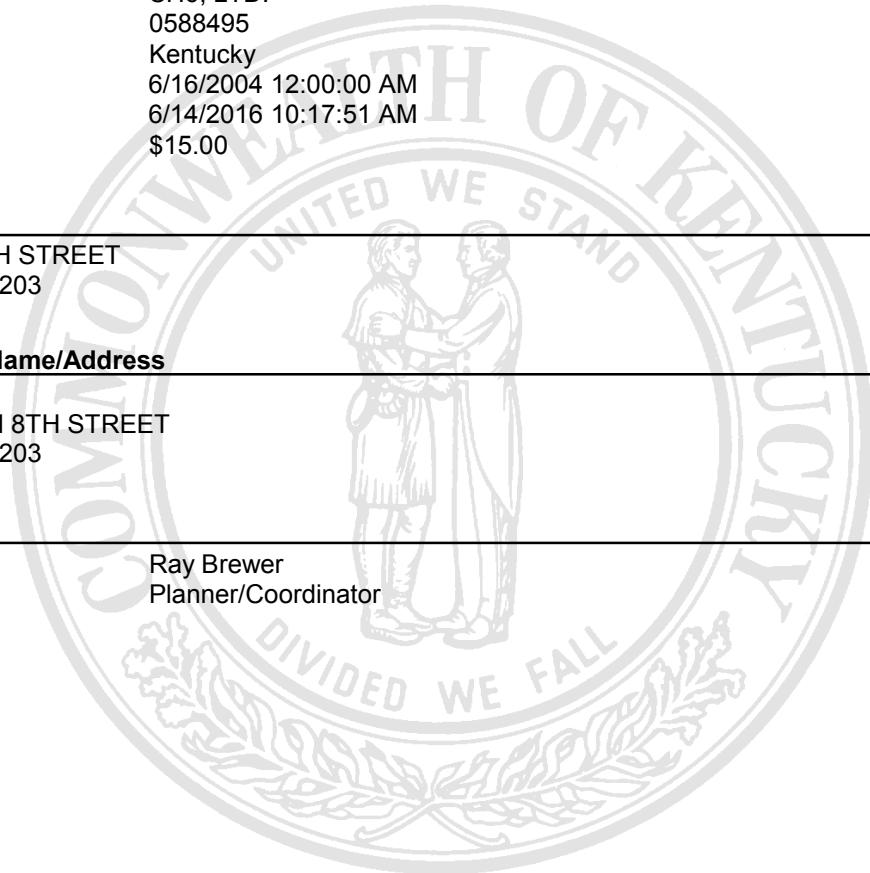 0588495
Kentucky
6/16/2004 12:00:00 AM
6/14/2016 10:17:51 AM
$15.00
H STREET
203
ame/Address
8TH STREET
203
Ray Brewer
Planner/Coordinator
COMMONWEALTH OF KENTUCKY
UNITED WE STAND
DIVIDED WE FALL